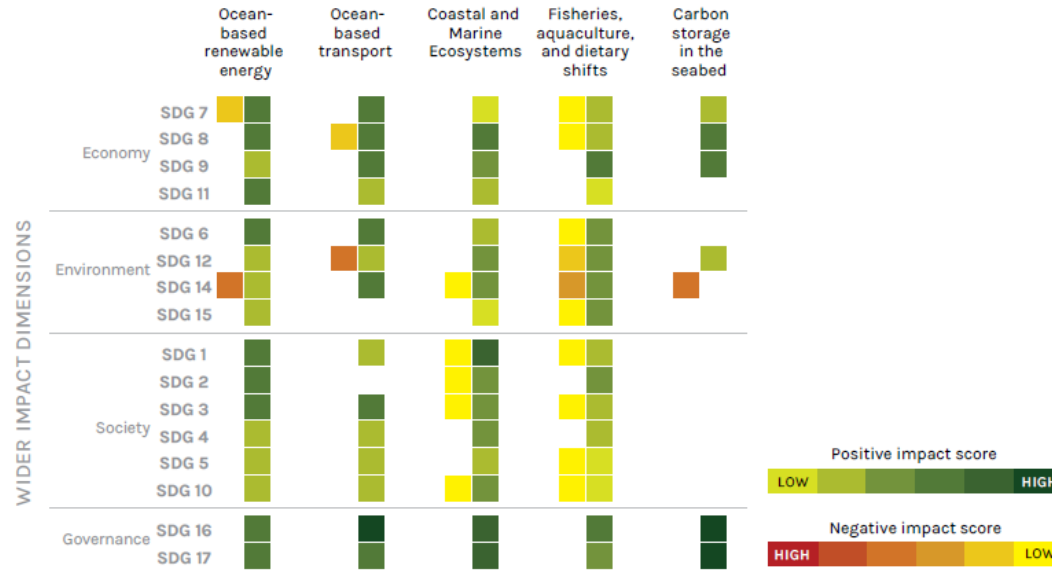 Ocean-
based
renewable
energy
Ocean-
based
transport
Coastal and
Marine
Ecosystems
Fisheries,
aquaculture,
and dietary
shifts
Carbon
storage
in the
seabed
WIDER IMPACT DIMENSIONS
Economy
SDG 7
SDG 8
SDG 9
SDG 11
Environment
SDG 6
SDG 12
SDG 14
SDG 15
Society
SDG 1
SDG 2
SDG 3
SDG 4
SDG 5
SDG 10
Governance
SDG 16
SDG 17
Positive impact score
LOW HIGH
Negative impact score
HIGH LOW